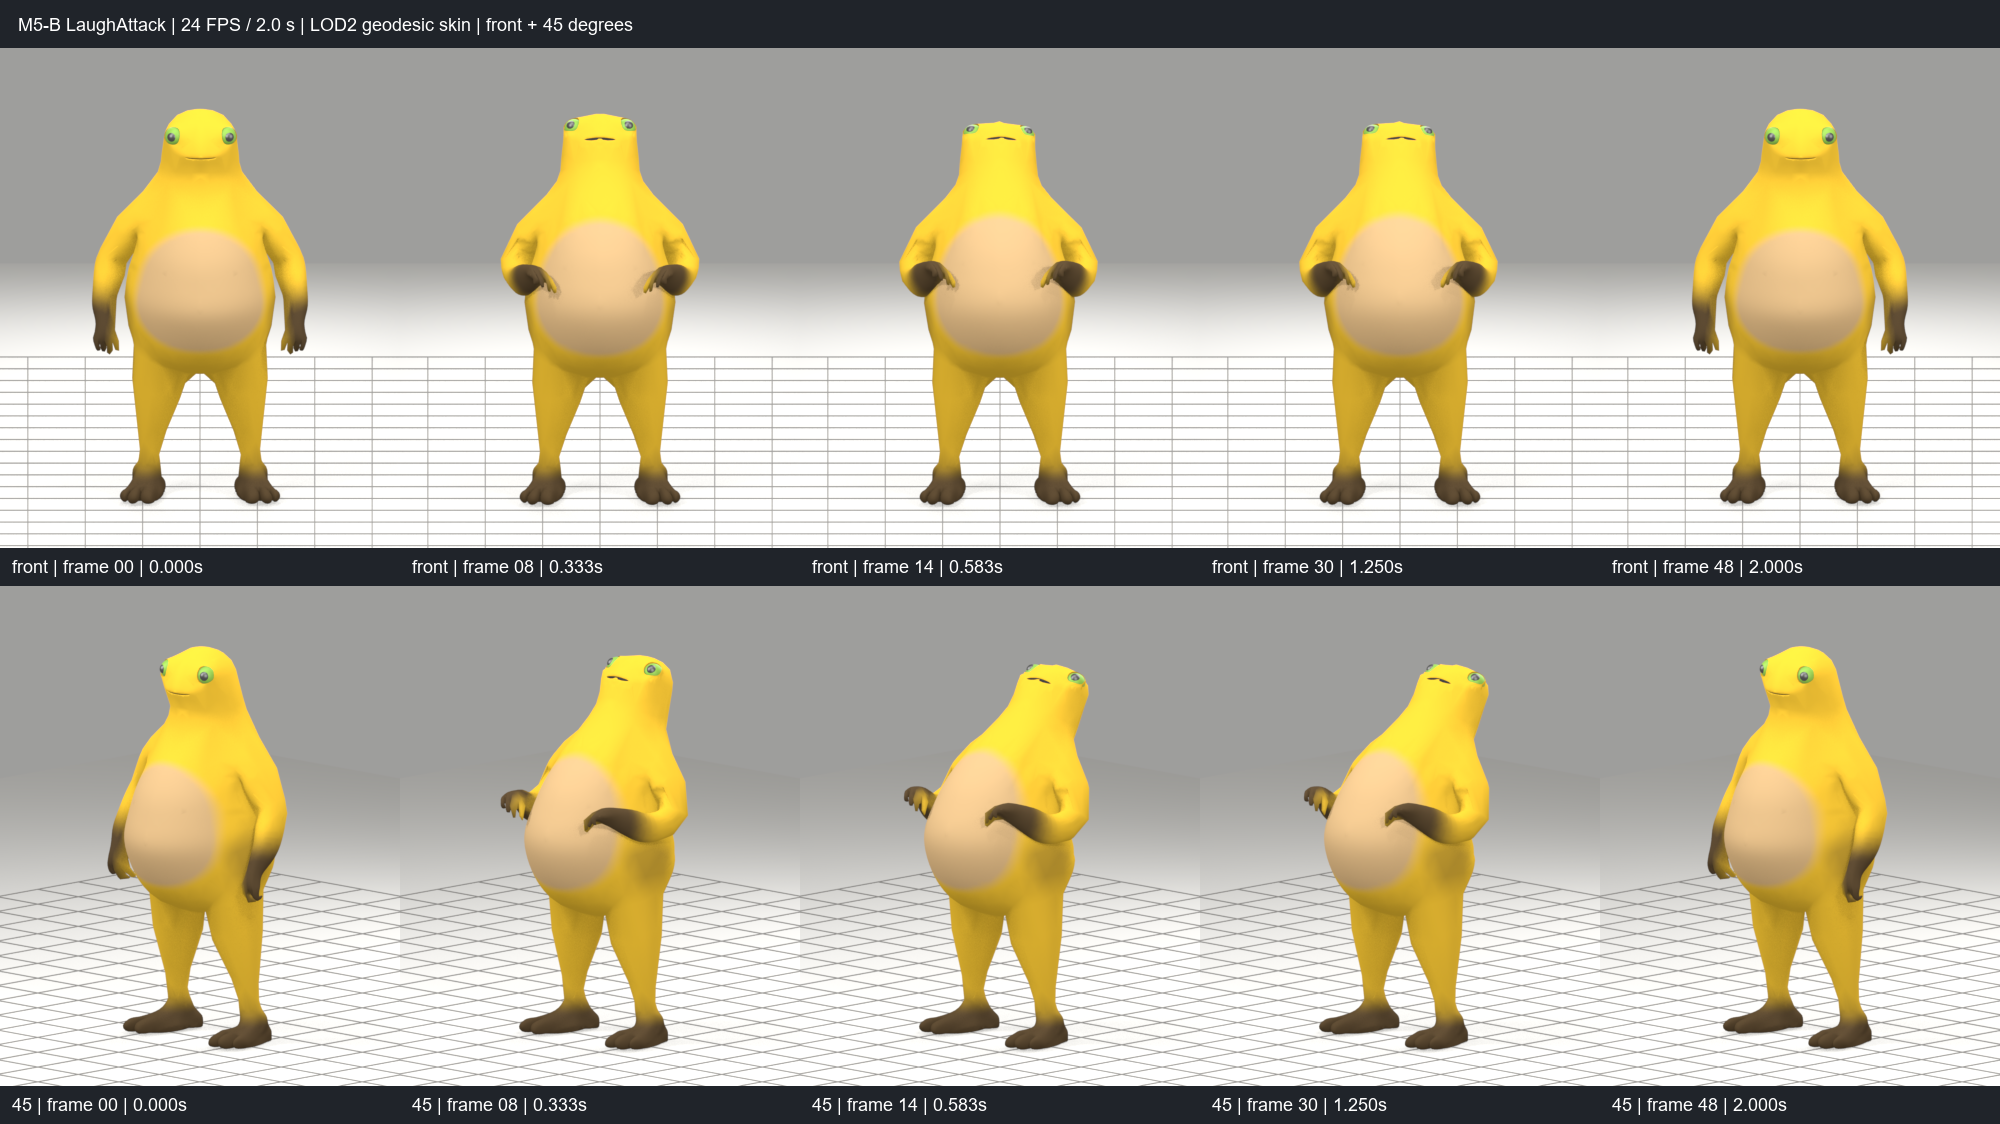 M5-B LaughAttack | 24 FPS / 2.0 s | LOD2 geodesic skin | front + 45 degrees
front | frame 00 | 0.000s
front | frame 08 | 0.333s
front | frame 14 | 0.583s
front | frame 30 | 1.250s
front | frame 48 | 2.000s
45 | frame 00 | 0.000s
45 | frame 08 | 0.333s
45 | frame 14 | 0.583s
45 | frame 30 | 1.250s
45 | frame 48 | 2.000s